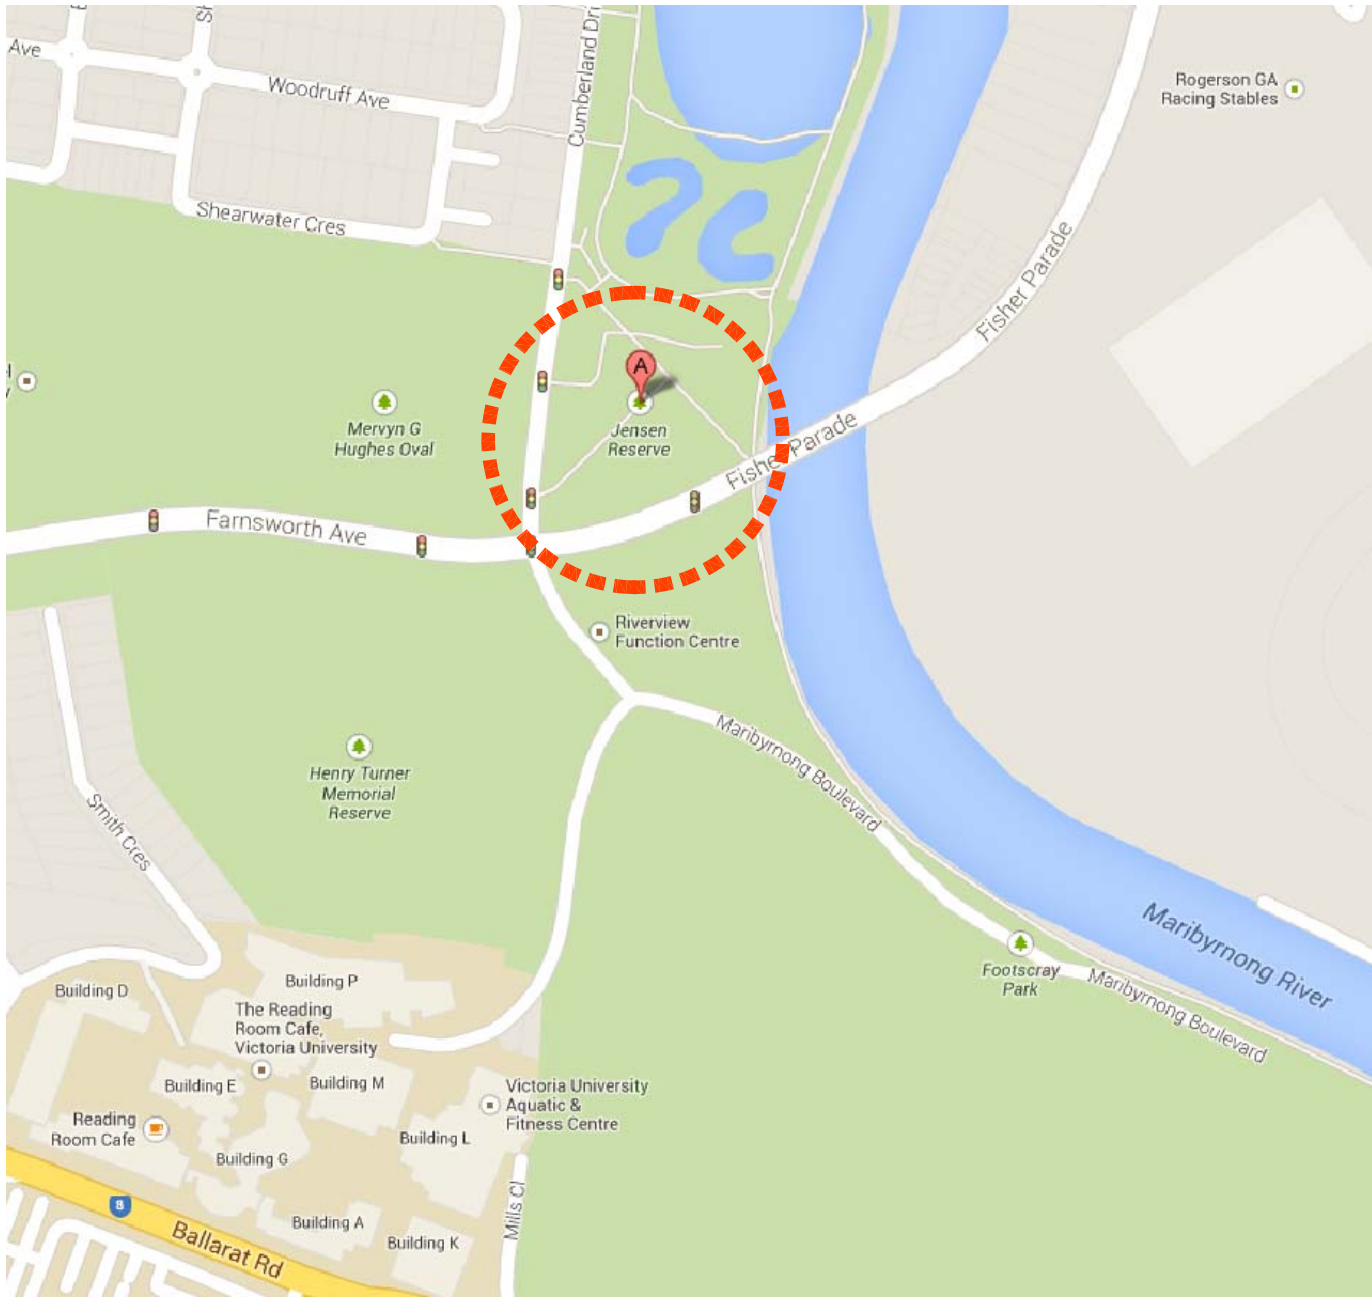 Ave
Woodruff Ave
Cumberland Dri
Rogerson GA
Racing Stables
Shearwater Cres
Fisher Parade
A
Mervyn G
Hughes Oval
Jensen
Reserve
Fisher Parade
Farnsworth Ave
Riverview
Function Centre
Maribyrnong Boulevard
Henry Turner
Memorial
Reserve
Smith Cres
Maribyrnong River
Footscray
Park
Maribyrnong Boulevard
Building D
Building P
The Reading
Room Cafe,
Victoria University
Building E
Building M
Victoria University
Aquatic &
Fitness Centre
Reading
Room Cafe
Building L
Building G
Mills Cl
8
Building A
Building K
Ballarat Rd